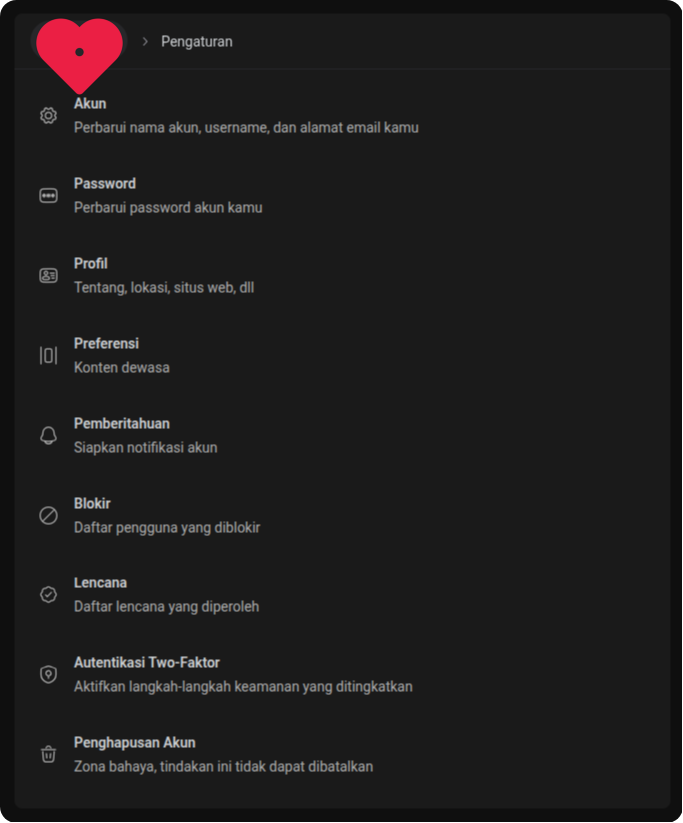 Pengaturan
Akun
Perbarui nama akun, username, dan alamat email kamu
Password
Perbarui password akun kamu
Profil
Tentang, lokasi, situs web, dll
Preferensi
Konten dewasa
Pemberitahuan
Siapkan notifikasi akun
Blokir
Daftar pengguna yang diblokir
Lencana
Daftar lencana yang diperoleh
Autentikasi Two-Faktor
Aktifkan langkah-langkah keamanan yang ditingkatkan
Penghapusan Akun
Zona bahaya, tindakan ini tidak dapat dibatalkan